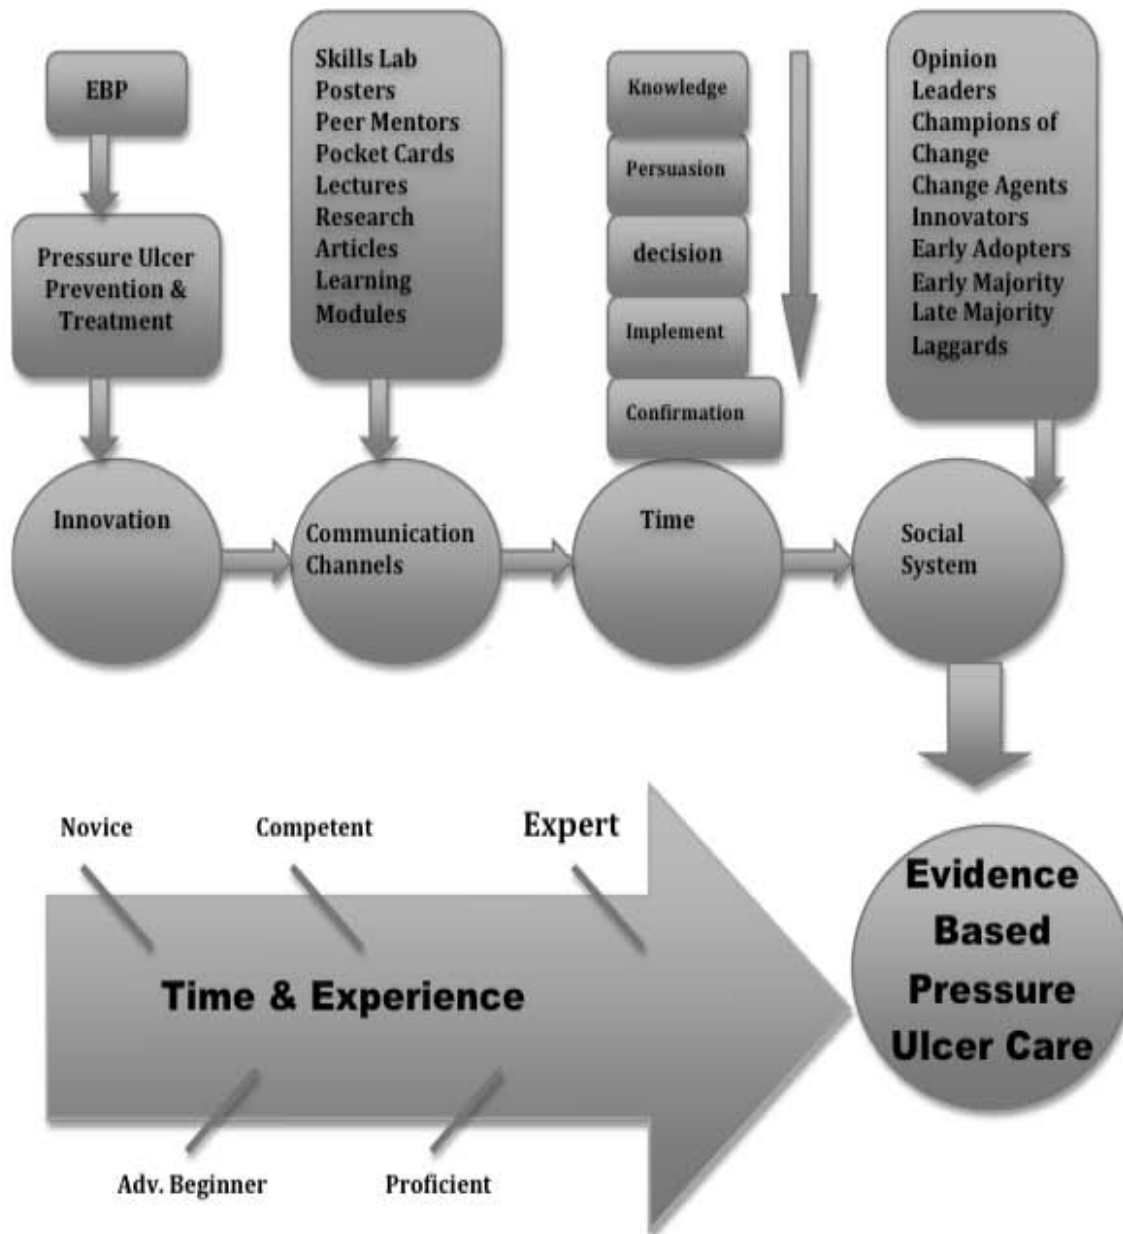 EBP
Pressure Ulcer
Prevention &
Treatment
Skills Lab
Posters
Peer Mentors
Pocket Cards
Lectures
Research
Articles
Learning
Modules
Knowledge
Persuasion
decision
Implement
Confirmation
Opinion
Leaders
Champions of
Change
Change Agents
Innovators
Early Adopters
Early Majority
Late Majority
Laggards
Innovation
Communication
Channels
Time
Social
System
Novice
Competent
Expert
Time & Experience
Adv. Beginner
Proficient
Evidence
Based
Pressure
Ulcer Care